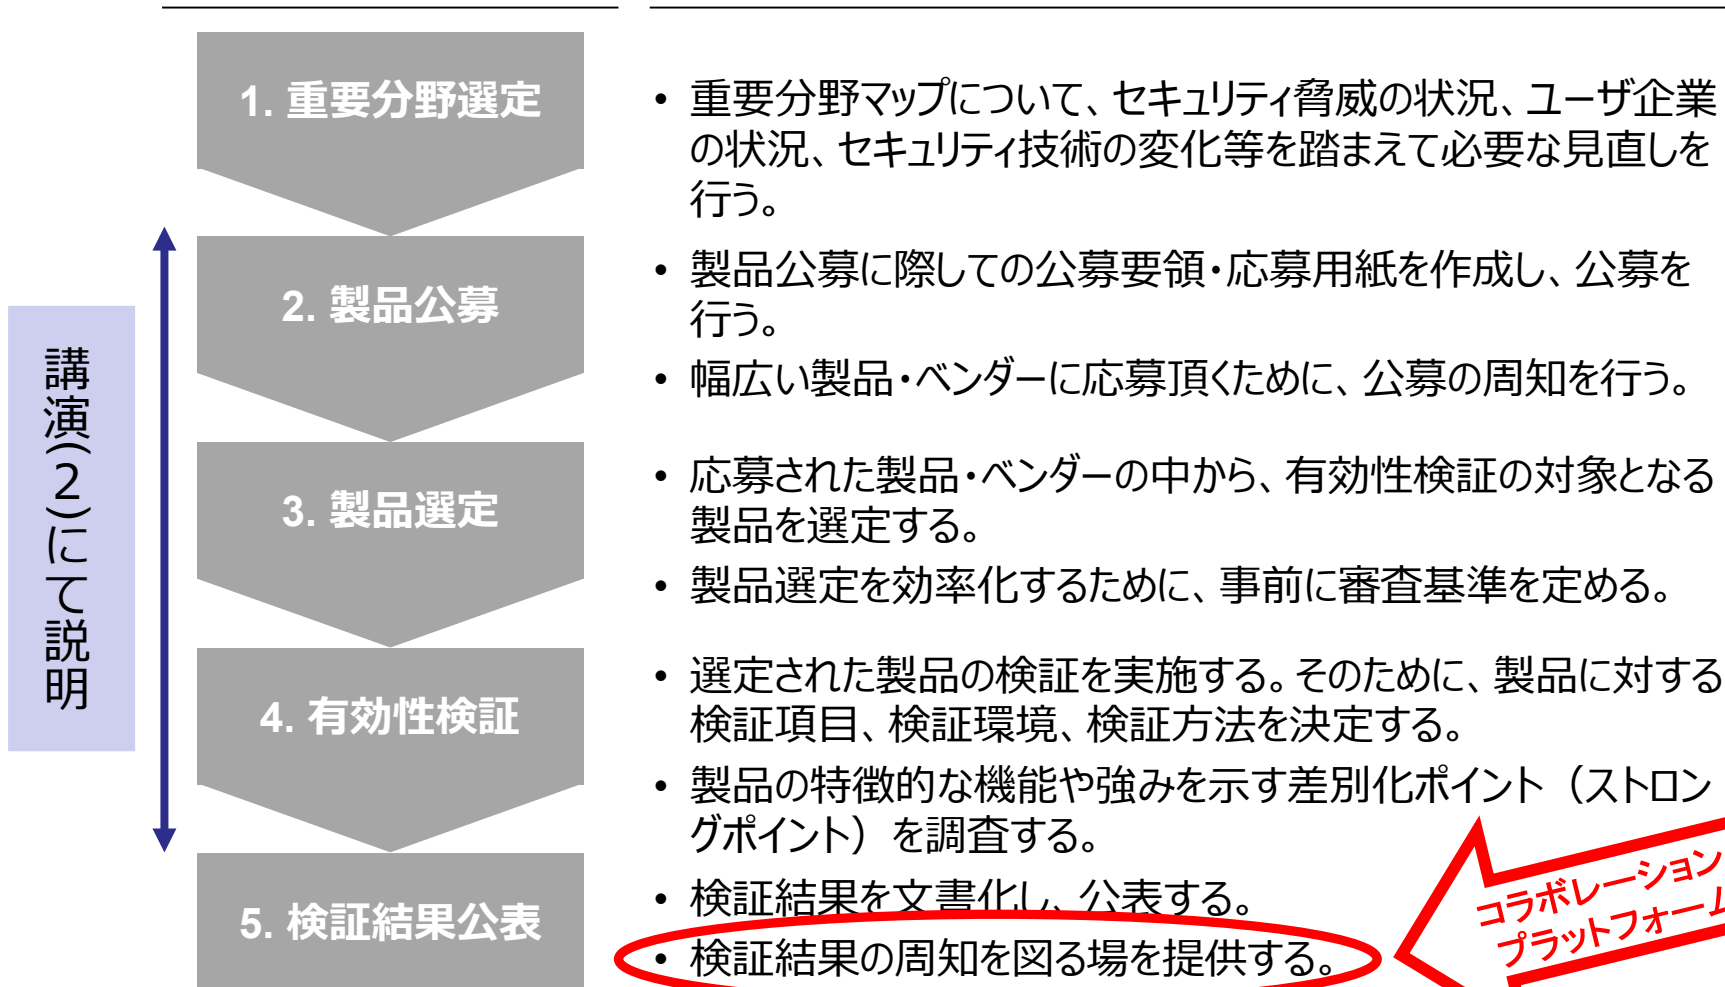 1. 重要分野選定
• 重要分野マップについて、セキュリティ脅威の状況、ユーザ企業
の状況、セキュリティ技術の変化等を踏まえて必要な見直しを
行う。
2. 製品公募
• 製品公募に際しての公募要領・応募用紙を作成し、公募を
行う。
• 幅広い製品・ベンダーに応募頂くために、公募の周知を行う。
講演(2)にて説明
3. 製品選定
• 応募された製品・ベンダーの中から、有効性検証の対象となる
製品を選定する。
• 製品選定を効率化するために、事前に審査基準を定める。
4. 有効性検証
• 選定された製品の検証を実施する。そのために、製品に対する
検証項目、検証環境、検証方法を決定する。
• 製品の特徴的な機能や強みを示す差別化ポイント（ストロン
グポイント）を調査する。
5. 検証結果公表
• 検証結果を文書化し、公表する。
• 検証結果の周知を図る場を提供する。
コラボレーション
プラットフォーム